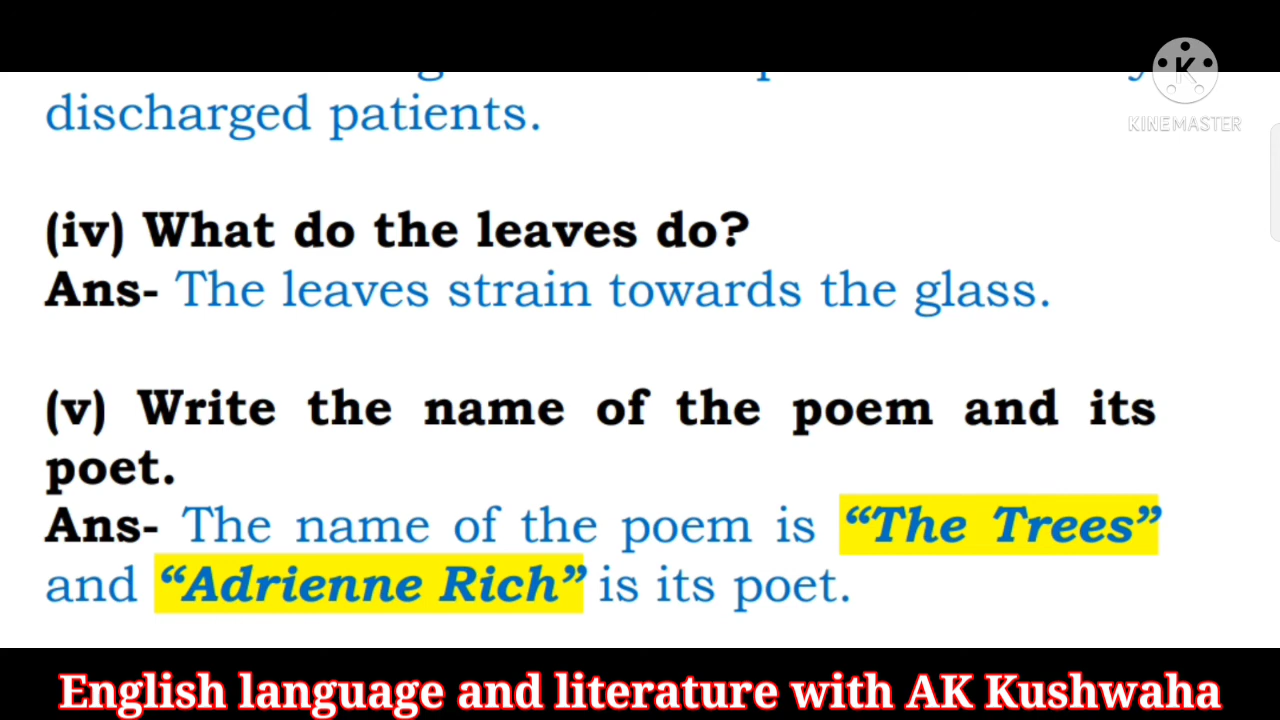 discharged patients.
KINEMASTER
(iv) What do the leaves do?
Ans- The leaves strain towards the glass.
(v) Write the name of the poem and its
poet.
Ans- The name of the poem is “The Trees”
and “Adrienne Rich” is its poet.
English language and literature with AK Kushwaha